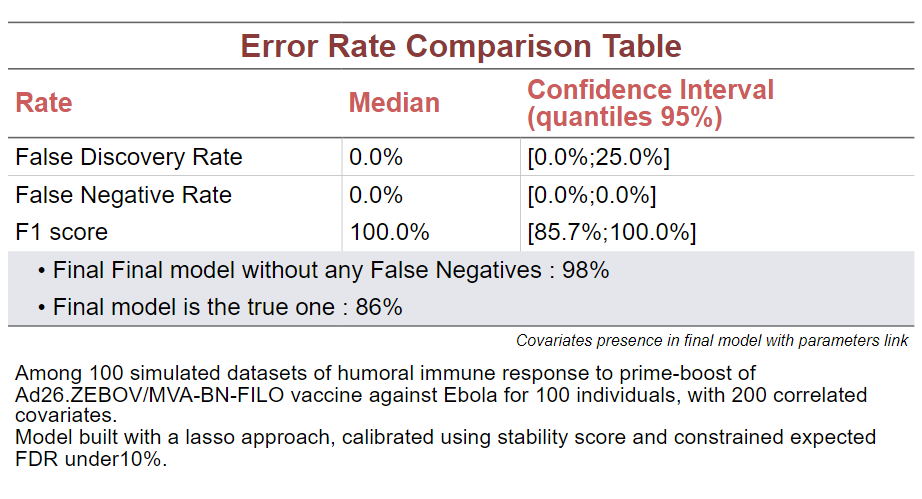 Error Rate Comparison Table
Rate Median Confidence Interval
(quantiles 95%)
False Discovery Rate 0.0% [0.0%;25.0%]
False Negative Rate 0.0% [0.0%;0.0%]
F1 score 100.0% [85.7%;100.0%]
• Final Final model without any False Negatives : 98%
• Final model is the true one : 86%
Covariates presence in final model with parameters link
Among 100 simulated datasets of humoral immune response to prime-boost of
Ad26.ZEBOV/MVA-BN-FILO vaccine against Ebola for 100 individuals, with 200 correlated
covariates.
Model built with a lasso approach, calibrated using stability score and constrained expected
FDR under10%.